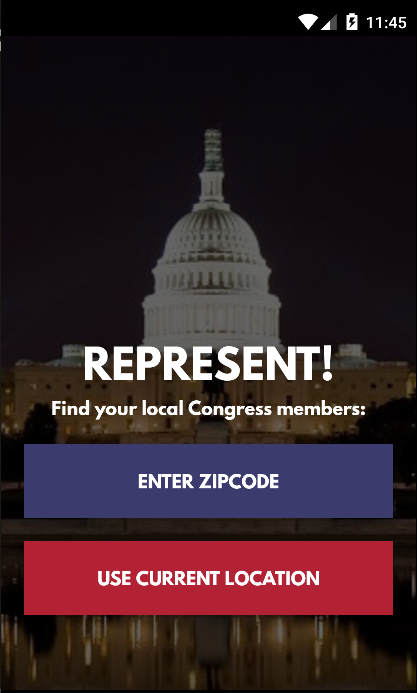 11:45
REPRESENT!
Find your local Congress members:
ENTER ZIPCODE
USE CURRENT LOCATION